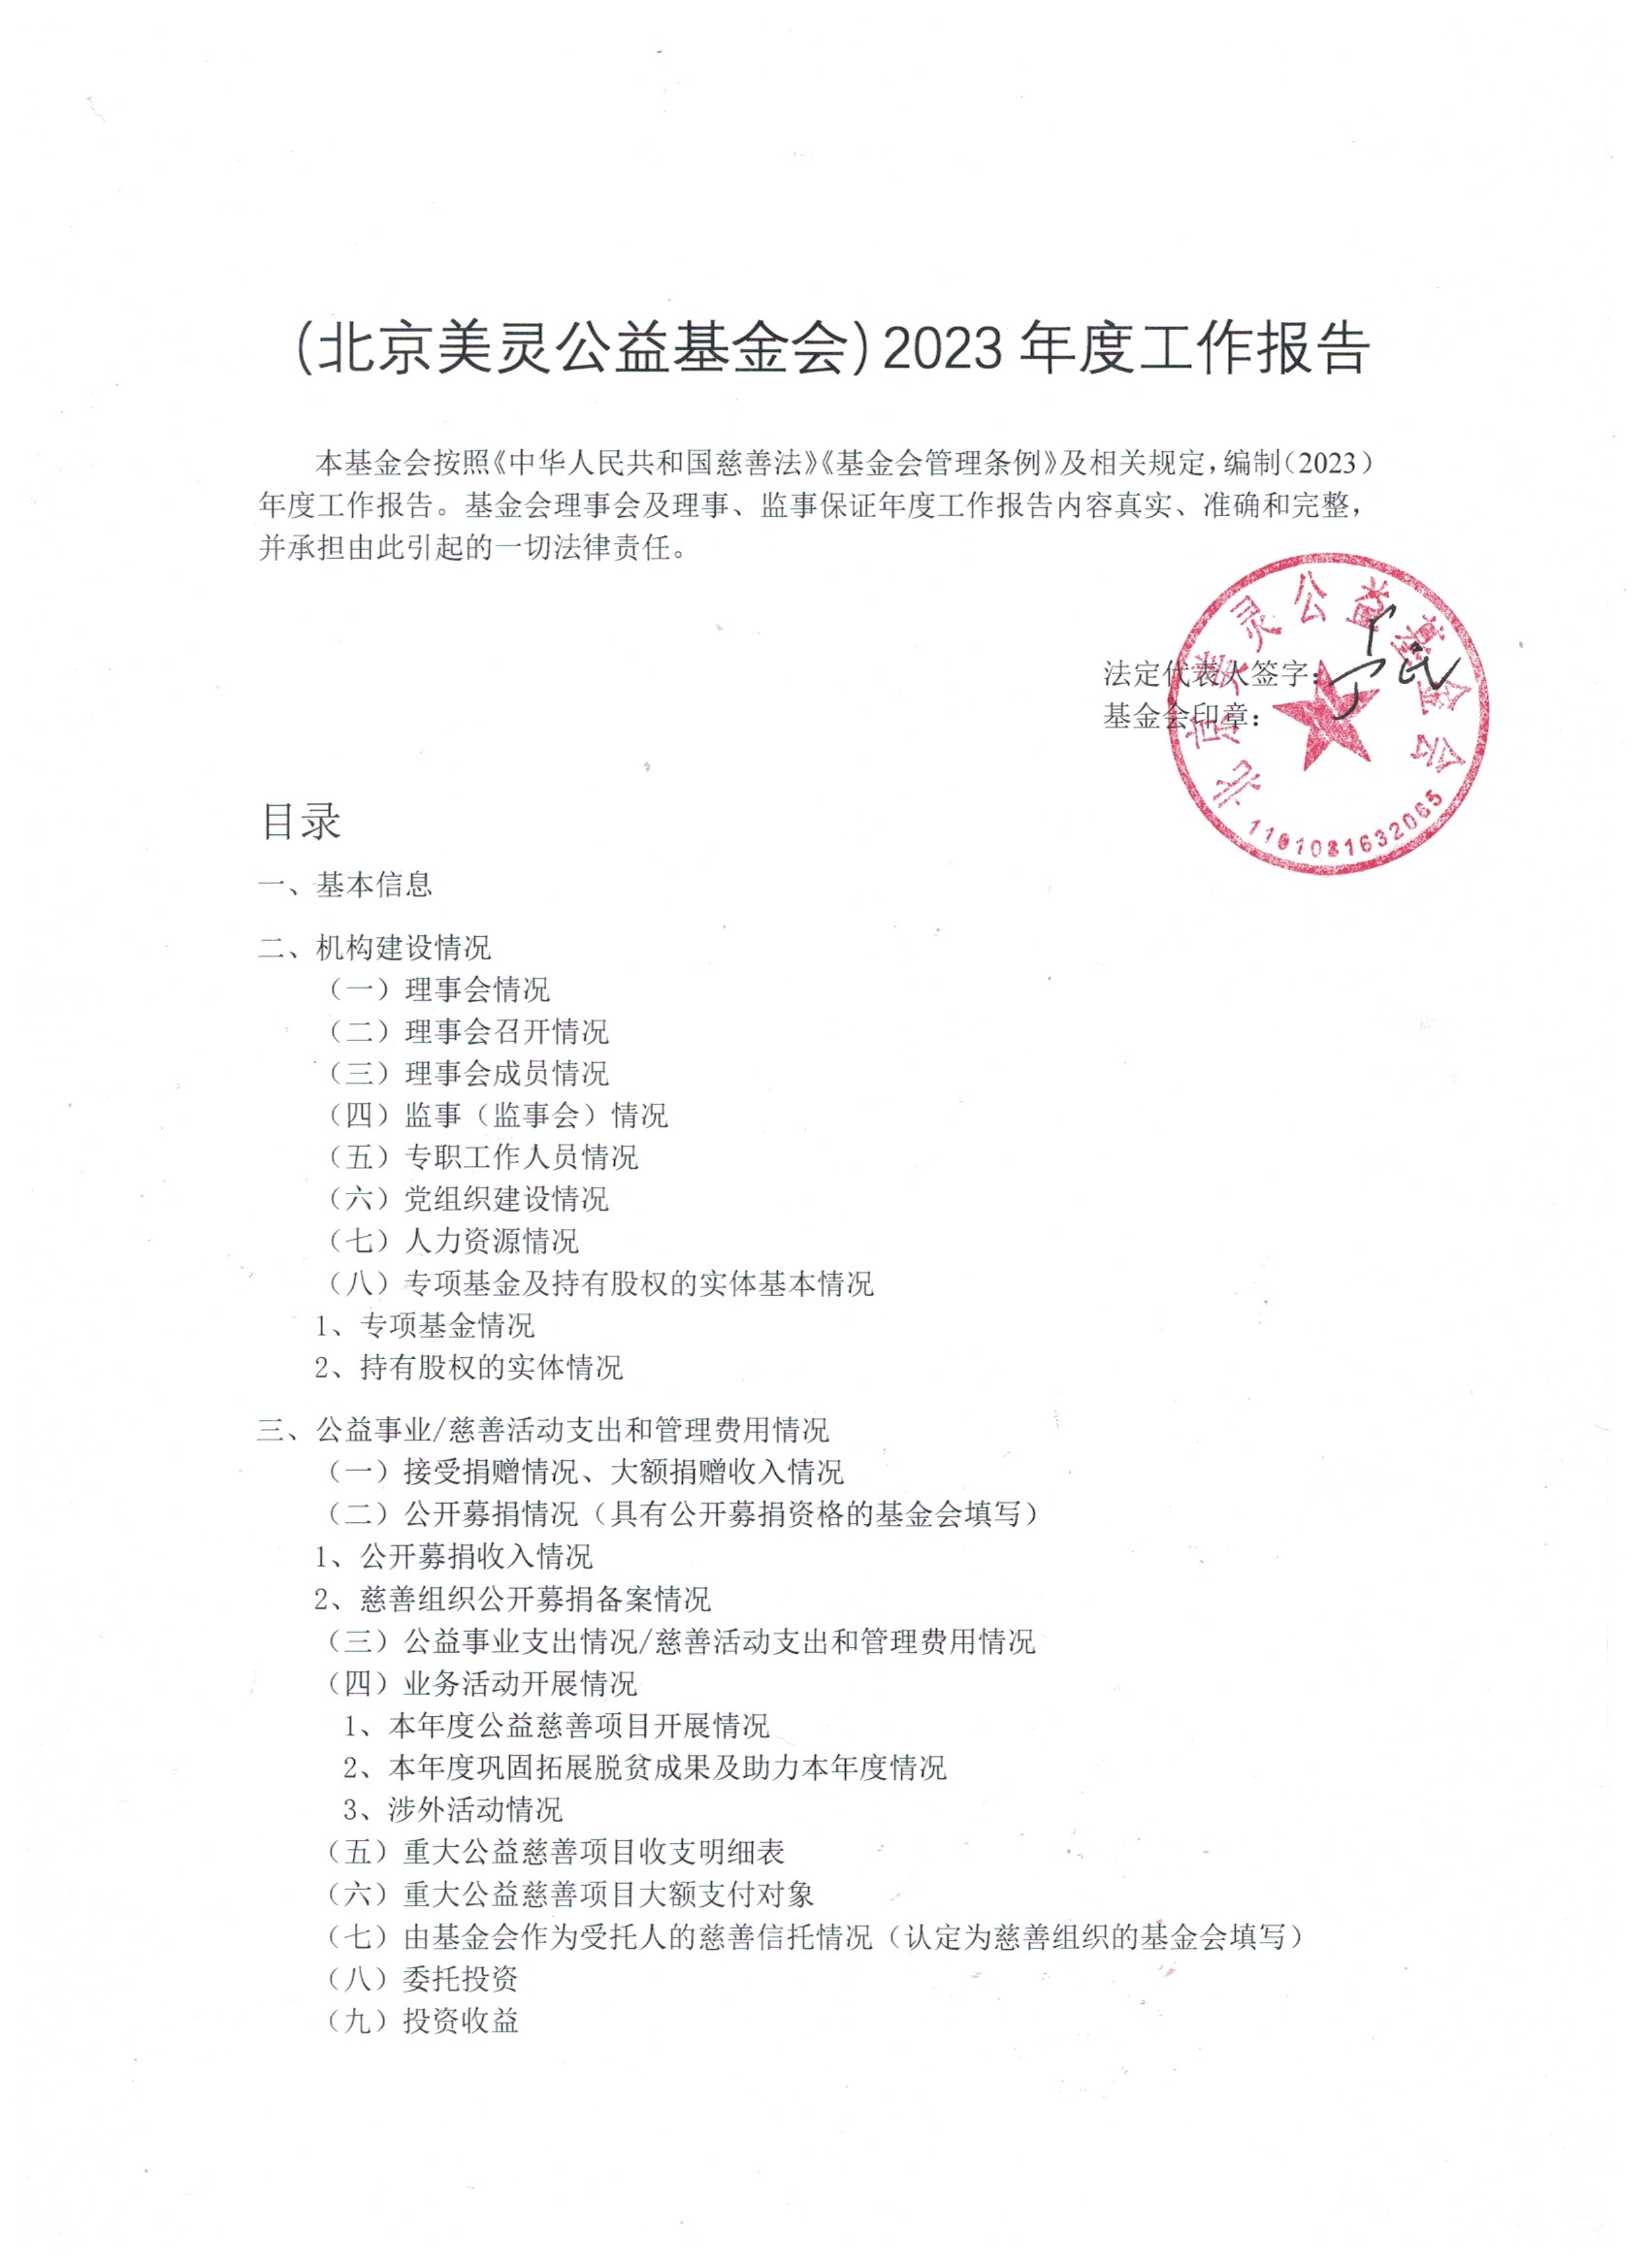 （北京美灵公益基金会）2023 年度工作报告
本基金会按照《中华人民共和国慈善法》《基金会管理条例》及相关规定，编制（2023）
年度工作报告。基金会理事会及理事、监事保证年度工作报告内容真实、准确和完整，
并承担由此引起的一切法律责任。
法定代表人签字：
基金会印章：
北京美灵公益基金会
1101081632065
目录
一、基本信息
二、机构建设情况
（一）理事会情况
（二）理事会召开情况
（三）理事会成员情况
（四）监事（监事会）情况
（五）专职工作人员情况
（六）党组织建设情况
（七）人力资源情况
（八）专项基金及持有股权的实体基本情况
1、专项基金情况
2、持有股权的实体情况
三、公益事业/慈善活动支出和管理费用情况
（一）接受捐赠情况、大额捐赠收入情况
（二）公开募捐情况（具有公开募捐资格的基金会填写）
1、公开募捐收入情况
2、慈善组织公开募捐备案情况
（三）公益事业支出情况/慈善活动支出和管理费用情况
（四）业务活动开展情况
1、本年度公益慈善项目开展情况
2、本年度巩固拓展脱贫成果及助力本年度情况
3、涉外活动情况
（五）重大公益慈善项目收支明细表
（六）重大公益慈善项目大额支付对象
（七）由基金会作为受托人的慈善信托情况（认定为慈善组织的基金会填写）
（八）委托投资
（九）投资收益